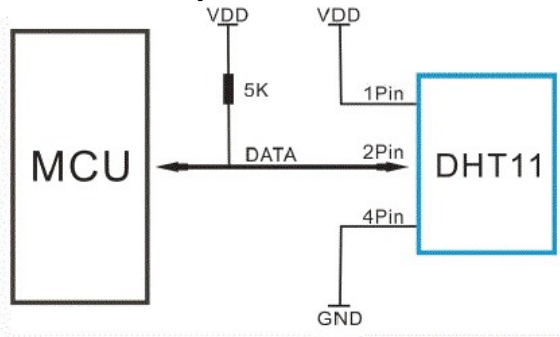 VDD VDD
5K
1Pin
MCU
DATA
2Pin
DHT11
4Pin
GND